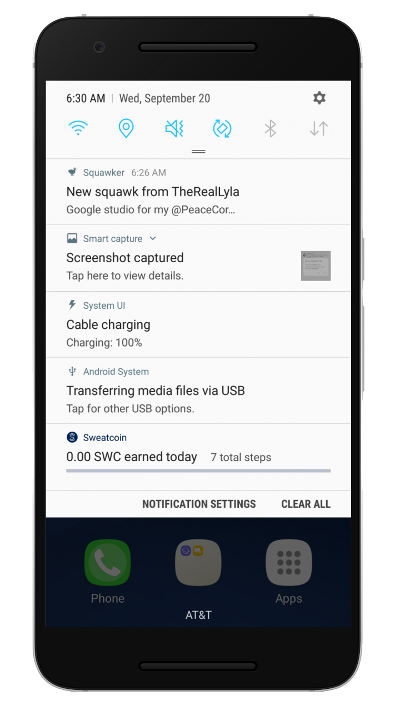 6:30 AM | Wed, September 20
Squawker 6:26 AM
New squawk from TheRealLyla
Google studio for my @PeaceCor...
Smart capture
Screenshot captured
Tap here to view details.
System UI
Cable charging
Charging: 100%
Android System
Transferring media files via USB
Tap for other USB options.
Sweatcoin
0.00 SWC earned today 7 total steps
NOTIFICATION SETTINGS CLEAR ALL
Phone Apps
AT&T